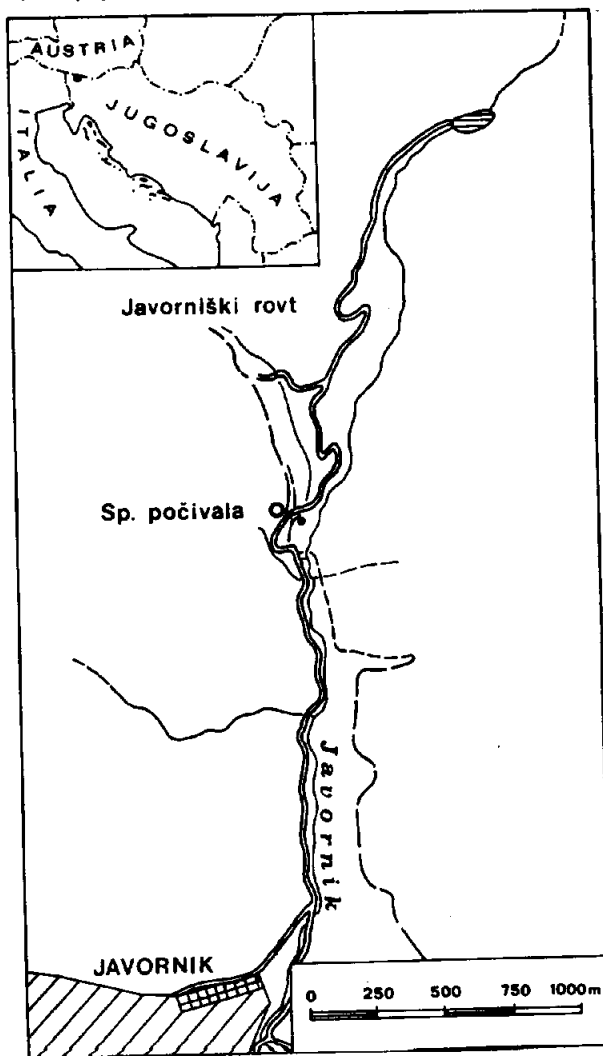 AUSTRIA
JUGOSLAVIJA
ITALIA
Javorniški rovt
Sp. počivala
Javornik
JAVORNIK
0 250 500 750 1000m